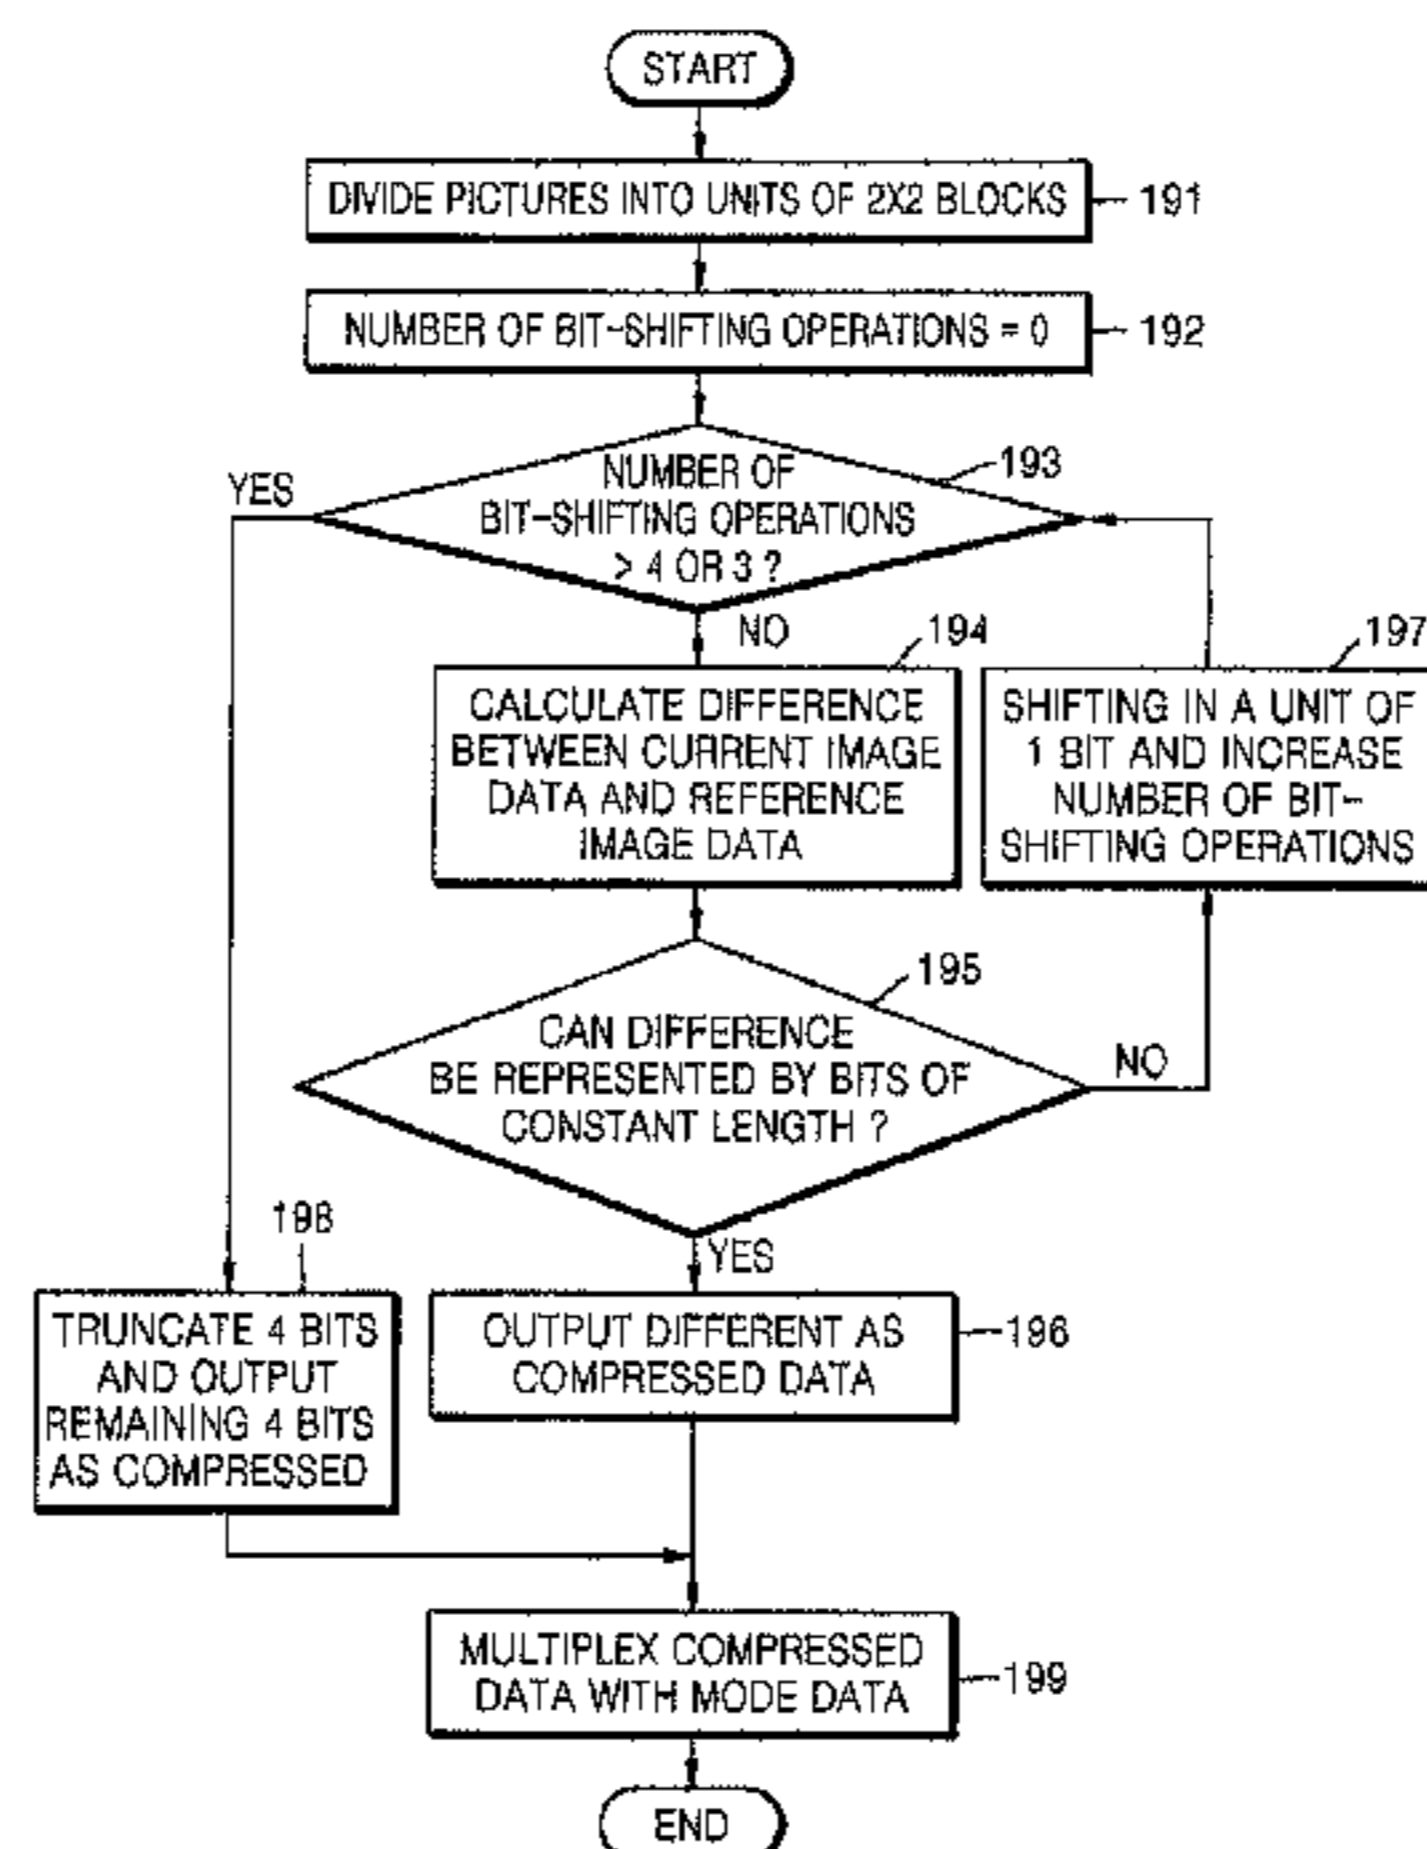 START
DIVIDE PICTURES INTO UNITS OF 2X2 BLOCKS
191
NUMBER OF BIT-SHIFTING OPERATIONS = 0
192
NUMBER OF
BIT-SHIFTING OPERATIONS
> 4 OR 3 ?
193
YES
NO
194
CALCULATE DIFFERENCE
BETWEEN CURRENT IMAGE
DATA AND REFERENCE
IMAGE DATA
197
SHIFTING IN A UNIT OF
1 BIT AND INCREASE
NUMBER OF BIT-
SHIFTING OPERATIONS
195
CAN DIFFERENCE
BE REPRESENTED BY BITS OF
CONSTANT LENGTH ?
NO
YES
198
TRUNCATE 4 BITS
AND OUTPUT
REMAINING 4 BITS
AS COMPRESSED
OUTPUT DIFFERENT AS
COMPRESSED DATA
196
MULTIPLEX COMPRESSED
DATA WITH MODE DATA
199
END